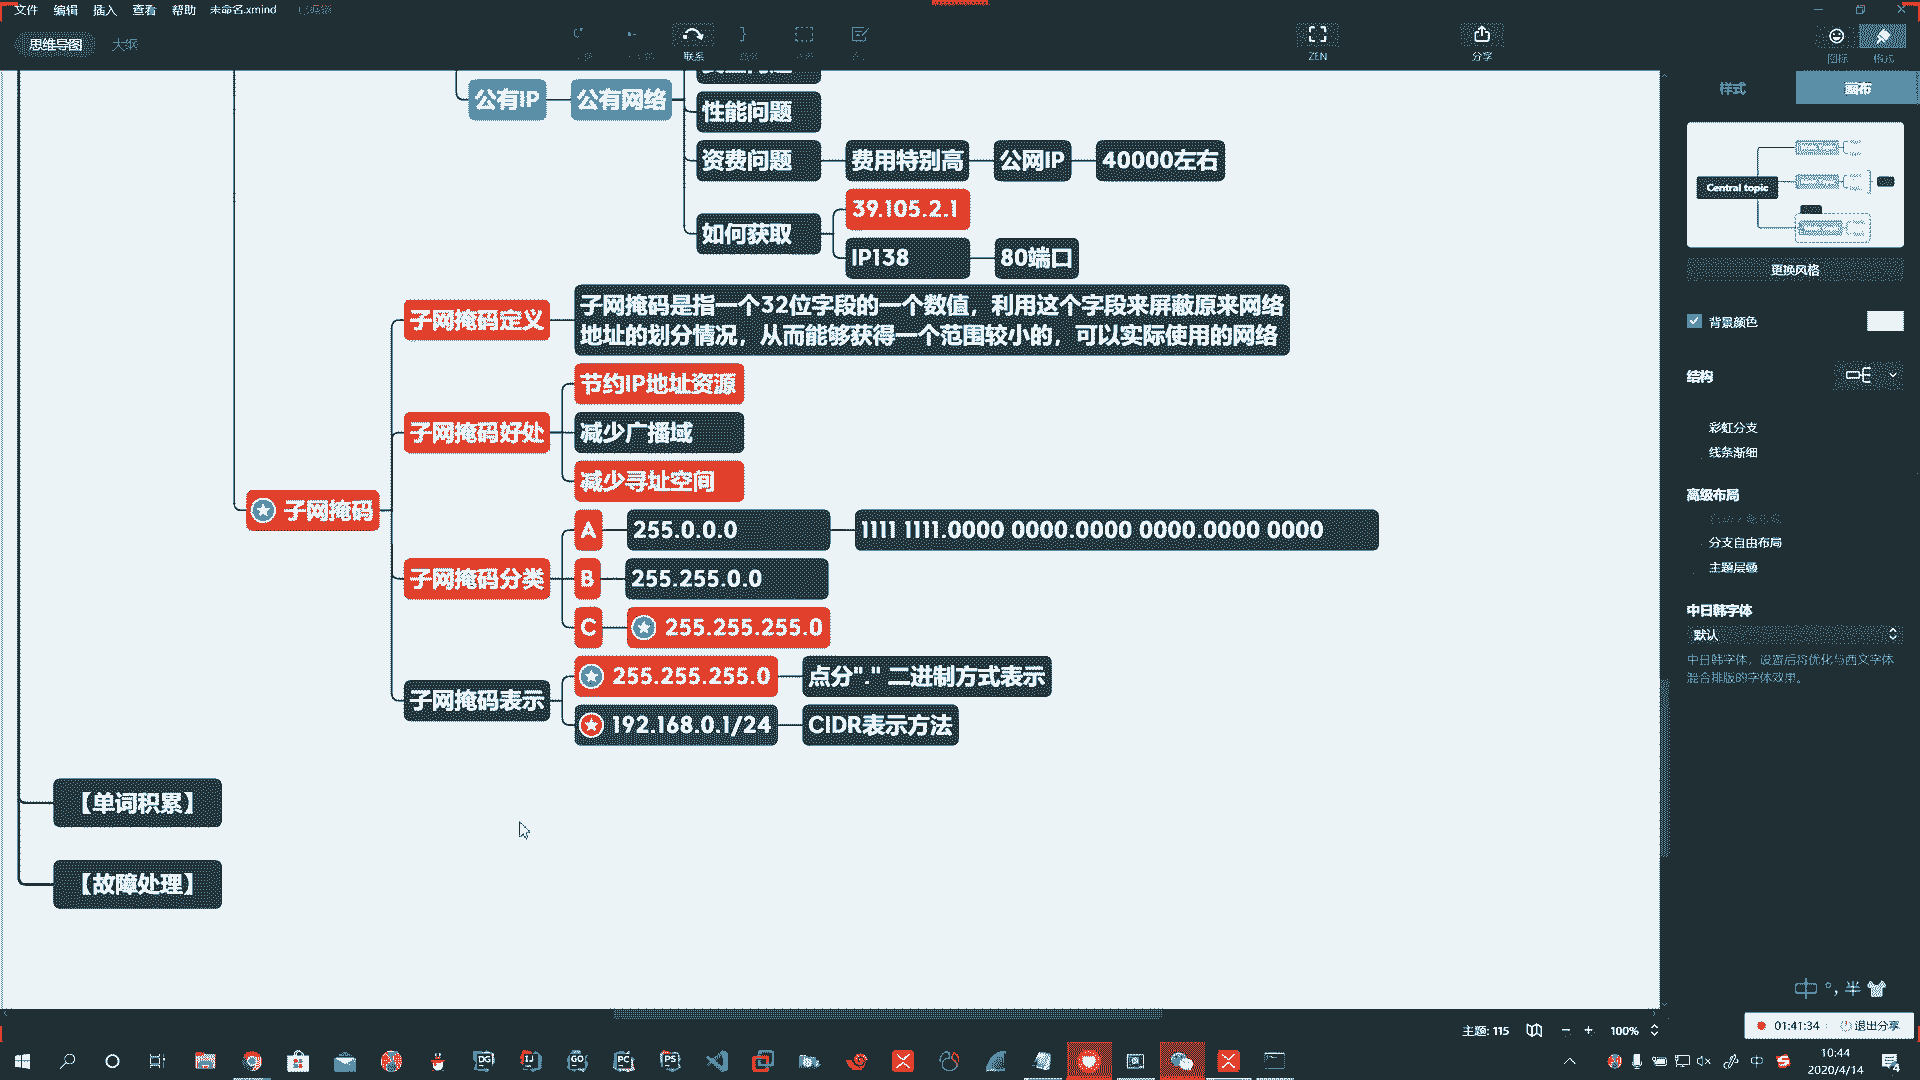 文件 编辑 插入 查看 帮助 未命名.xmind
思维导图 大纲
联系
ZEN
分享
图标
格式
样式
画布
公有IP
公有网络
性能问题
资费问题
费用特别高
公网IP
40000左右
如何获取
39.105.2.1
IP138
80端口
子网掩码
子网掩码定义
子网掩码是指一个32位字段的一个数值，利用这个字段来屏蔽原来网络
地址的划分情况，从而能够获得一个范围较小的，可以实际使用的网络
子网掩码好处
节约IP地址资源
减少广播域
减少寻址空间
子网掩码分类
A
255.0.0.0
1111 1111.0000 0000.0000 0000.0000 0000
B
255.255.0.0
C
255.255.255.0
子网掩码表示
255.255.255.0
点分"." 二进制方式表示
192.168.0.1/24
CIDR表示方法
【单词积累】
【故障处理】
Central topic
更换风格
背景颜色
结构
彩虹分支
线条渐细
高级布局
分支自由布局
主题层叠
中日韩字体
默认
中日韩字体，设置后将优化与西文字体
混合排版的字体效果。
中 °, 半
主题: 115
100%
01:41:34
退出分享
DG
IJ
GO
PC
PS
中
10:44
2020/4/14
4